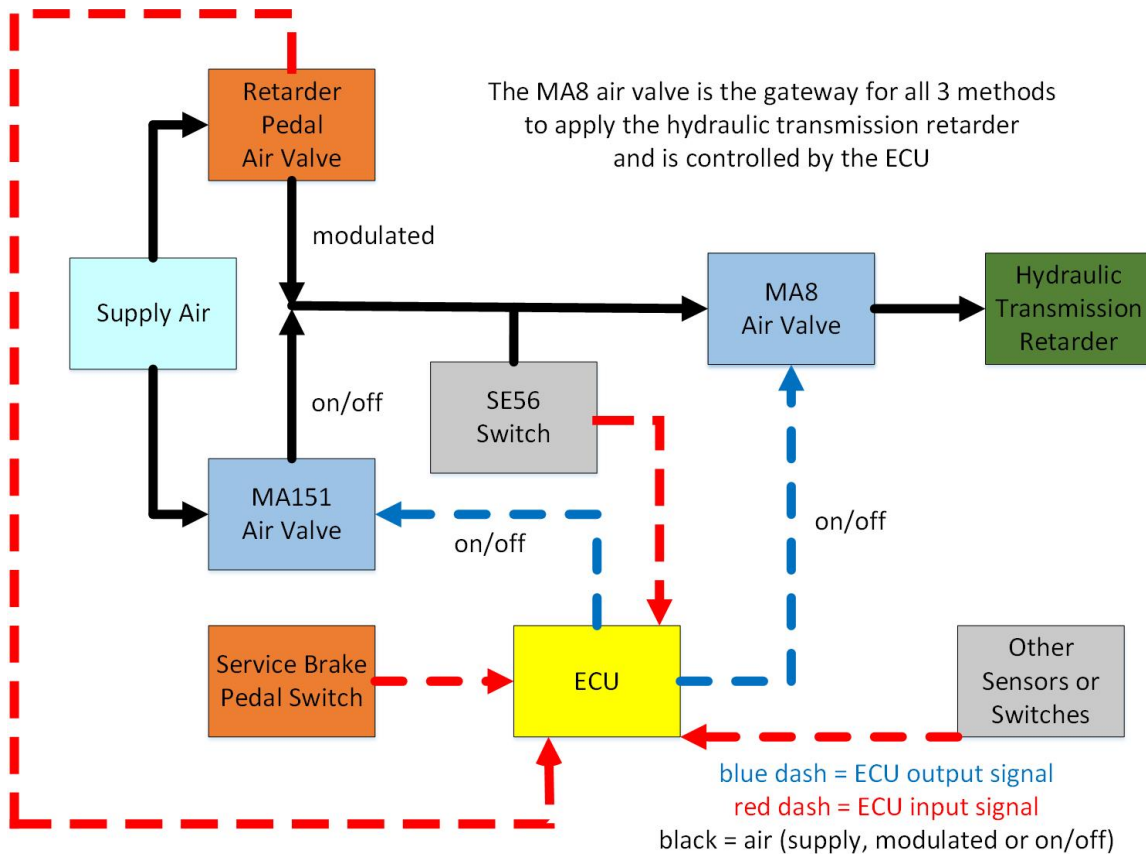 Retarder
Pedal
Air Valve
The MA8 air valve is the gateway for all 3 methods
to apply the hydraulic transmission retarder
and is controlled by the ECU
modulated
Supply Air
MA8
Air Valve
Hydraulic
Transmission
Retarder
on/off
SE56
Switch
MA151
Air Valve
on/off
on/off
Service Brake
Pedal Switch
ECU
Other
Sensors or
Switches
blue dash = ECU output signal
red dash = ECU input signal
black = air (supply, modulated or on/off)